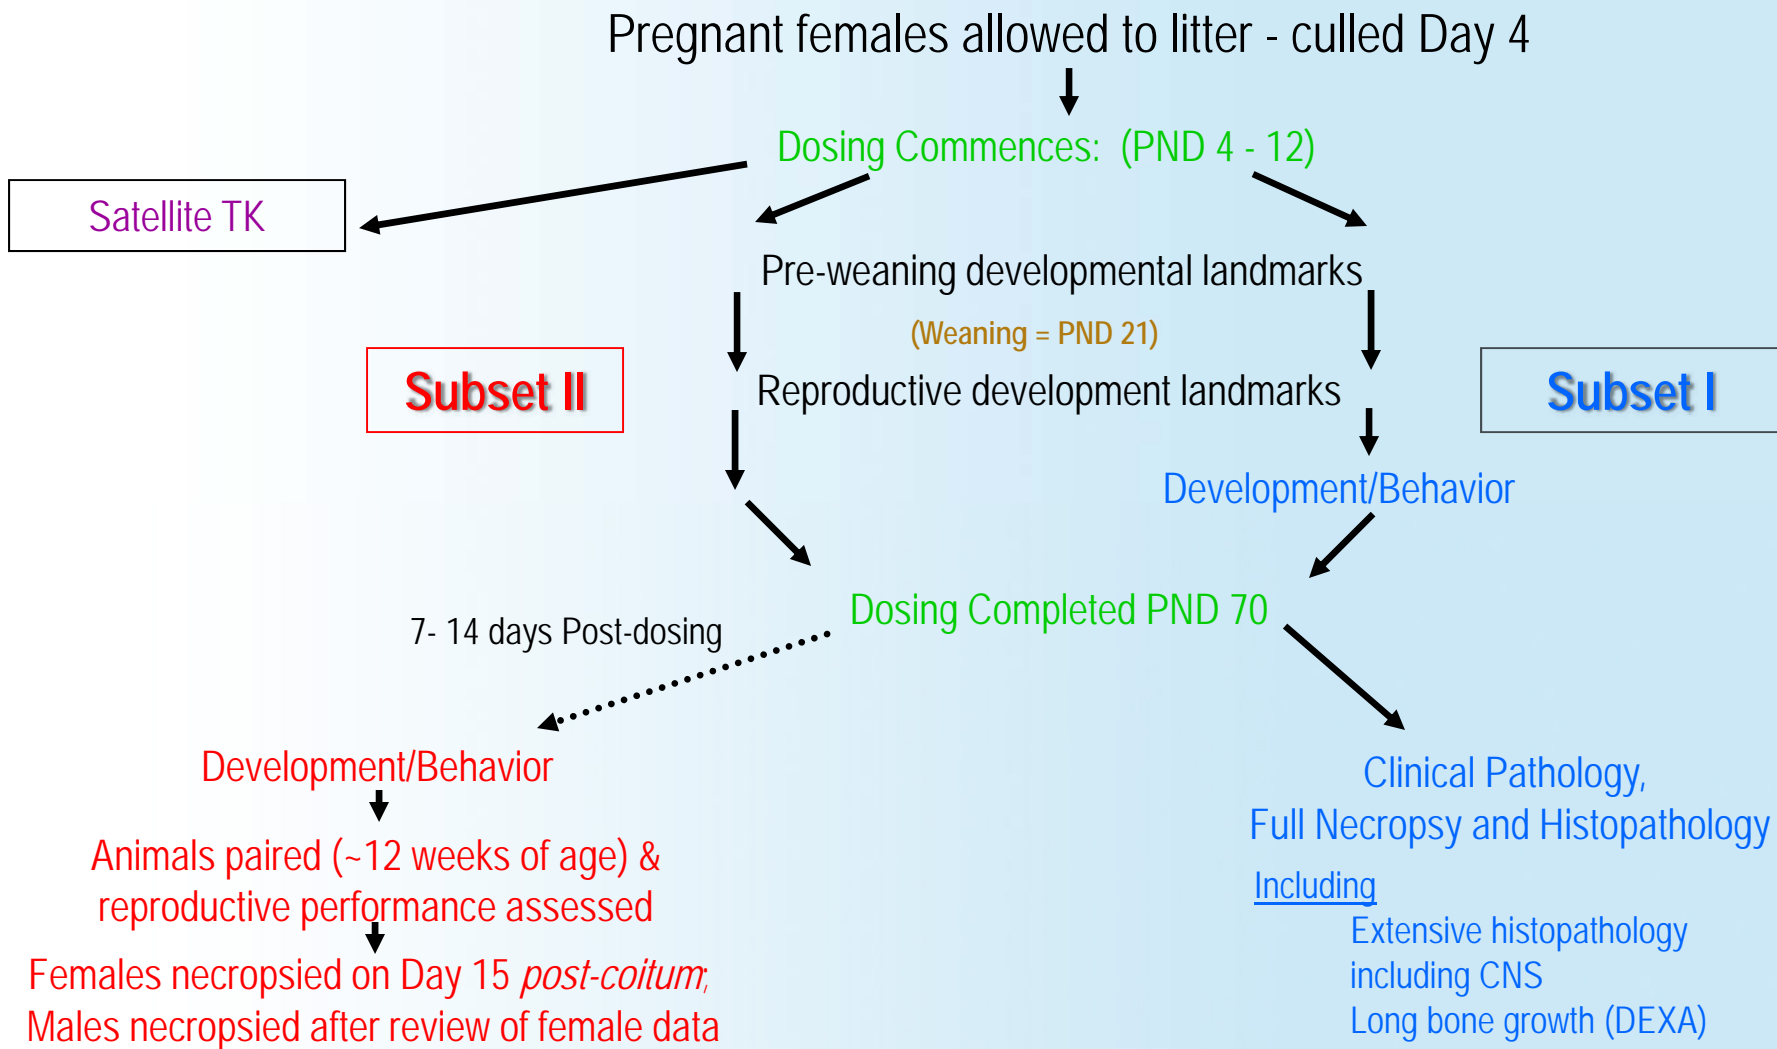 Pregnant females allowed to litter - culled Day 4
Dosing Commences: (PND 4 - 12)
Satellite TK
Pre-weaning developmental landmarks
(Weaning = PND 21)
Subset II
Reproductive development landmarks
Subset I
Development/Behavior
Dosing Completed PND 70
7- 14 days Post-dosing
Development/Behavior
Animals paired (~12 weeks of age) &
reproductive performance assessed
Females necropsied on Day 15 post-coitum;
Males necropsied after review of female data
Clinical Pathology,
Full Necropsy and Histopathology
Including
Extensive histopathology
including CNS
Long bone growth (DEXA)